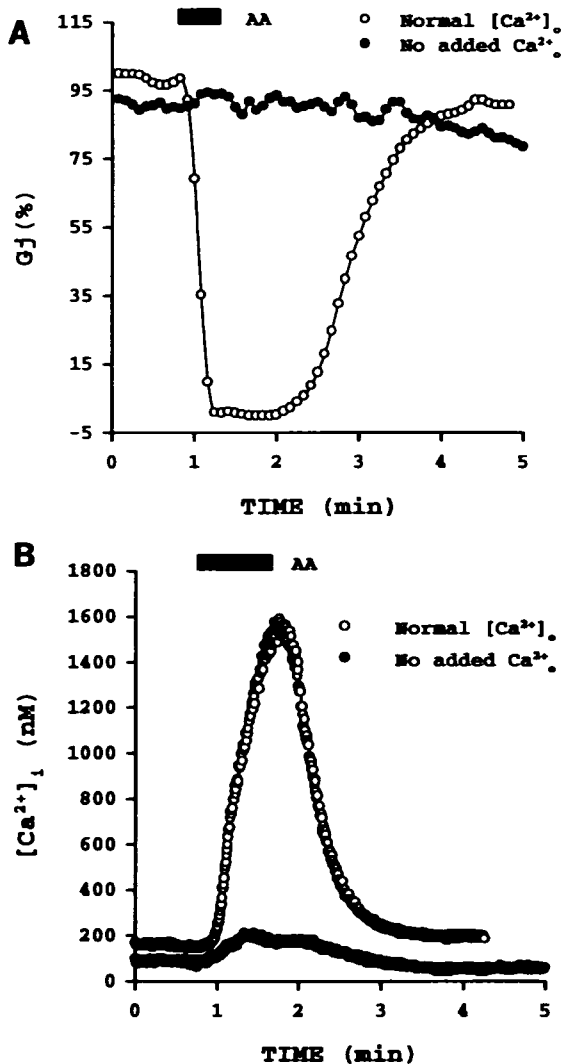 A
AA
Normal [Ca²⁺]ₒ
No added Ca²⁺ₒ
115
95
75
55
35
15
-5
Gj(%)
0 1 2 3 4 5
TIME (min)
B
AA
Normal [Ca²⁺]ₒ
No added Ca²⁺ₒ
1800
1600
1400
1200
1000
800
600
400
200
0
[Ca²⁺]ᵢ (nM)
0 1 2 3 4 5
TIME (min)